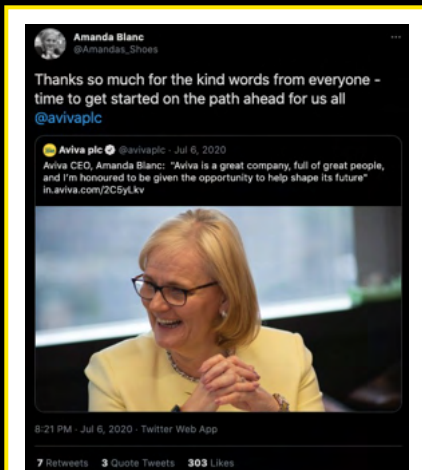 Amanda Blanc
@Amandas_Shoes
Thanks so much for the kind words from everyone -
time to get started on the path ahead for us all
@avivaplc
Aviva plc @avivaplc · Jul 6, 2020
Aviva CEO, Amanda Blanc: "Aviva is a great company, full of great people,
and I'm honoured to be given the opportunity to help shape its future"
in.aviva.com/2C5yLkv
8:21 PM · Jul 6, 2020 · Twitter Web App
7 Retweets 3 Quote Tweets 303 Likes